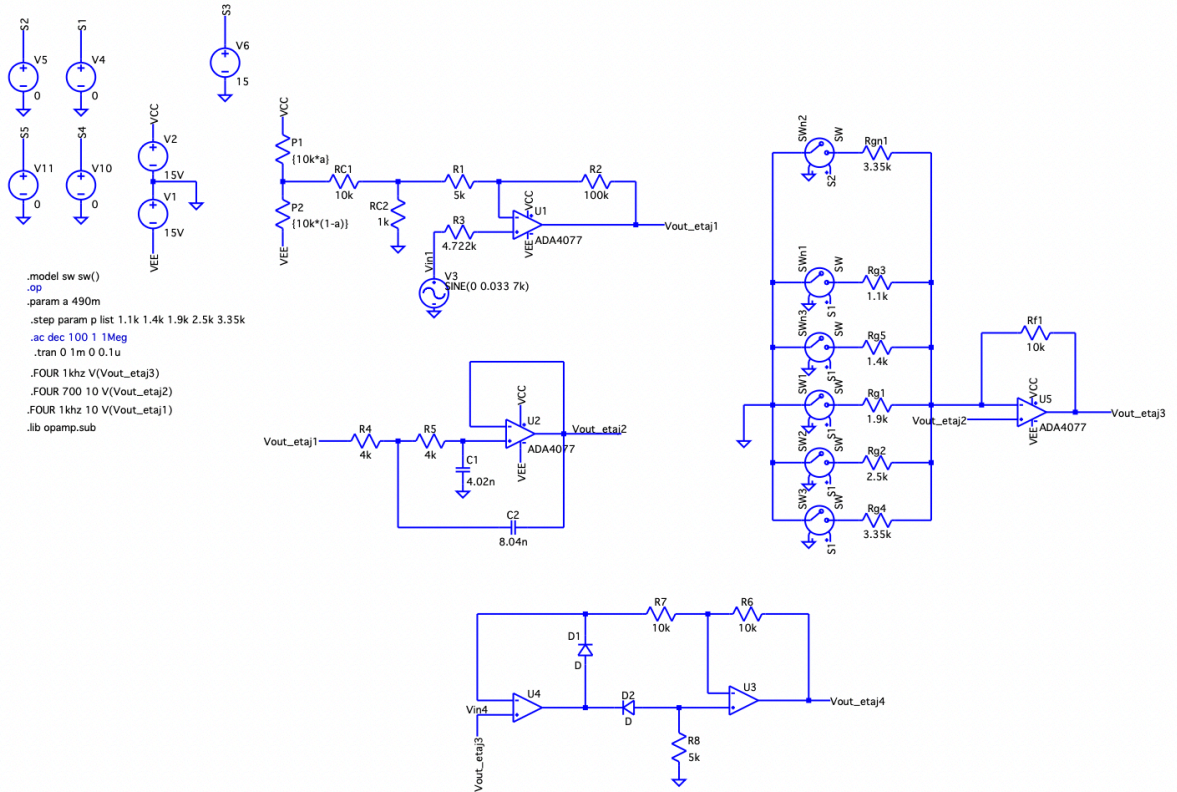 S2
S1
S3
V5
0
V4
0
V6
15
S5
S4
VCC
V11
0
V10
0
V2
15V
V1
15V
VEE
.model sw sw()
.op
.param a 490m
.step param p list 1.1k 1.4k 1.9k 2.5k 3.35k
.ac dec 100 1 1Meg
.tran 0 1m 0 0.1u
.FOUR 1khz V(Vout_etaj3)
.FOUR 700 10 V(Vout_etaj2)
.FOUR 1khz 10 V(Vout_etaj1)
.lib opamp.sub
VCC
P1
{10k*a}
P2
{10k*(1-a)}
VEE
RC1
10k
RC2
1k
R1
5k
R2
100k
R3
4.722k
VCC
U1
VEE
ADA4077
Vout_etaj1
Vin1
V3
SINE(0 0.033 7k)
Vout_etaj1
R4
4k
R5
4k
C1
4.02n
C2
8.04n
VCC
U2
VEE
ADA4077
Vout_etaj2
SWn2
SW
S2
Rgn1
3.35k
SWn1
SW
S1
Rg3
1.1k
SWn3
SW
S1
Rg5
1.4k
SW1
SW
S1
Rg1
1.9k
SW2
SW
S1
Rg2
2.5k
SW3
SW
S1
Rg4
3.35k
Rf1
10k
Vout_etaj2
VCC
U5
VEE
ADA4077
Vout_etaj3
R7
10k
R6
10k
D1
D
U4
Vin4
Vout_etaj3
D2
D
R8
5k
U3
Vout_etaj4